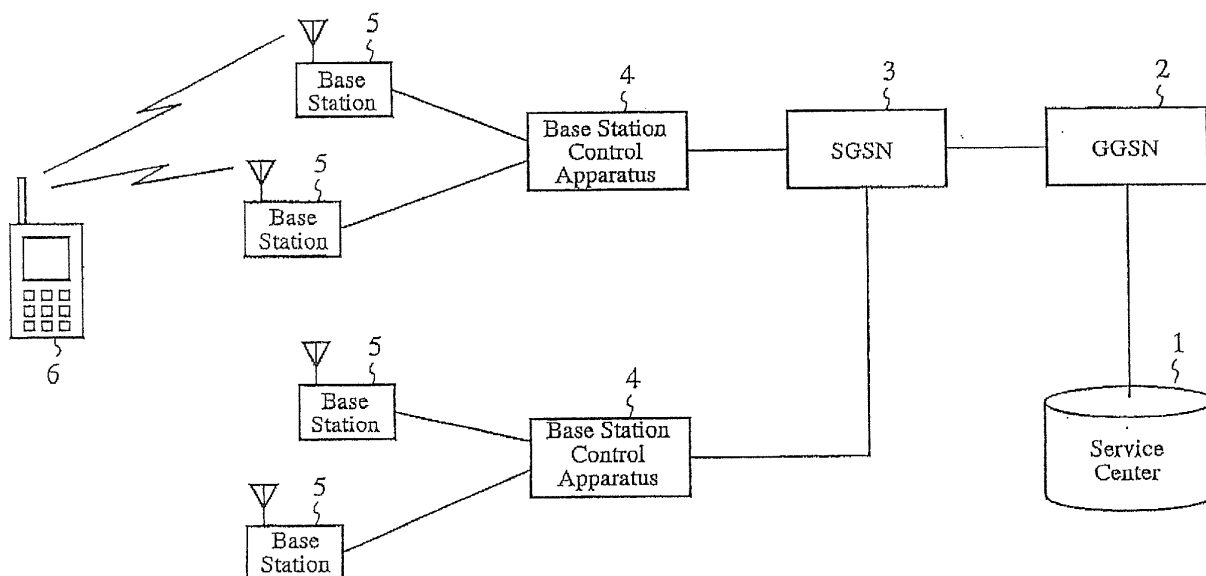 5
Base
Station
4
Base Station
Control
Apparatus
3
SGSN
2
GGSN
5
Base
Station
6
5
Base
Station
4
Base Station
Control
Apparatus
1
Service
Center
5
Base
Station